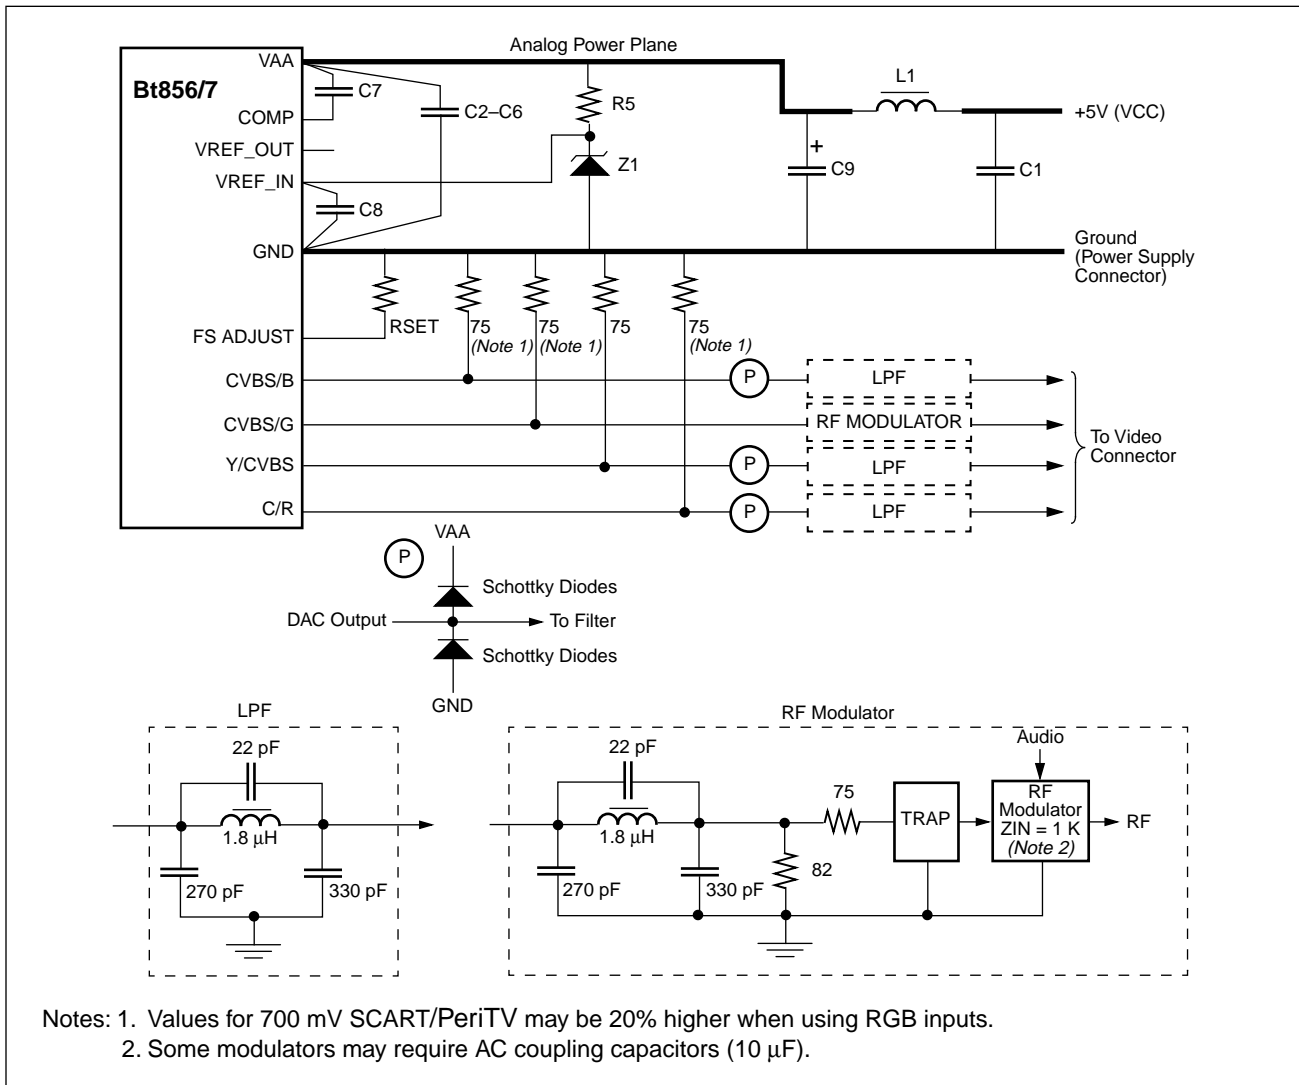 Analog Power Plane
Bt856/7
VAA
COMP
VREF_OUT
VREF_IN
GND
FS ADJUST
CVBS/B
CVBS/G
Y/CVBS
C/R
C7
C2–C6
C8
R5
Z1
L1
+
C9
C1
+5V (VCC)
Ground
(Power Supply
Connector)
RSET
75
(Note 1)
75
(Note 1)
75
75
(Note 1)
P
LPF
RF MODULATOR
P
LPF
P
LPF
To Video
Connector
P
VAA
Schottky Diodes
DAC Output
To Filter
Schottky Diodes
GND
LPF
22 pF
1.8 μH
270 pF
330 pF
RF Modulator
22 pF
1.8 μH
270 pF
330 pF
82
75
TRAP
Audio
RF
Modulator
ZIN = 1 K
(Note 2)
RF
Notes: 1. Values for 700 mV SCART/PeriTV may be 20% higher when using RGB inputs.
2. Some modulators may require AC coupling capacitors (10 μF).